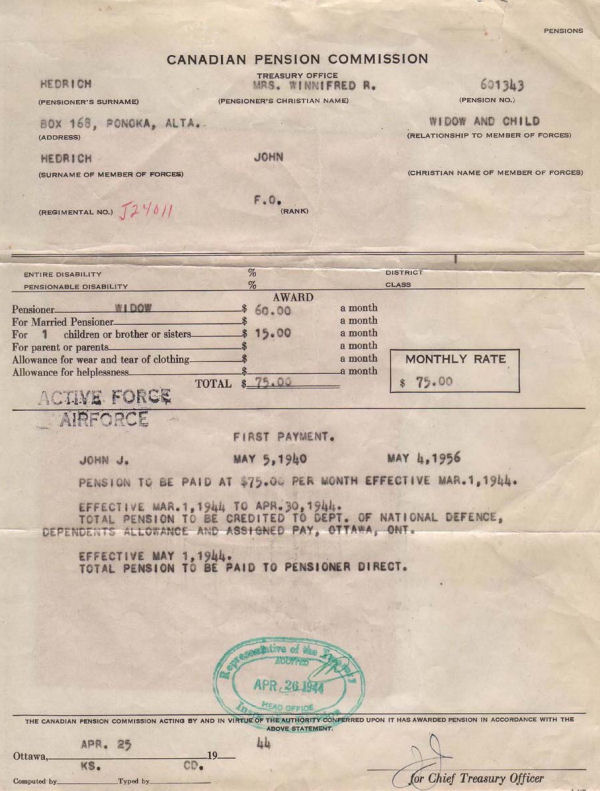 PENSIONS
CANADIAN PENSION COMMISSION
TREASURY OFFICE
HEDRICH MRS. WINNIFRED R. 601343
(PENSIONER'S SURNAME) (PENSIONER'S CHRISTIAN NAME) (PENSION NO.)
BOX 168, PONOKA, ALTA. WIDOW AND CHILD
(ADDRESS) (RELATIONSHIP TO MEMBER OF FORCES)
HEDRICH JOHN
(SURNAME OF MEMBER OF FORCES) (CHRISTIAN NAME OF MEMBER OF FORCES)
F.O.
(REGIMENTAL NO.) J24011 (RANK)
ENTIRE DISABILITY % DISTRICT
PENSIONABLE DISABILITY % CLASS
AWARD
Pensioner WIDOW $ 60.00 a month
For Married Pensioner $ a month
For 1 children or brother or sisters $ 15.00 a month
For parent or parents $ a month
Allowance for wear and tear of clothing $ a month
Allowance for helplessness $ a month
TOTAL $ 75.00
MONTHLY RATE
$ 75.00
ACTIVE FORCE
AIRFORCE
FIRST PAYMENT.
JOHN J. MAY 5,1940 MAY 4,1956
PENSION TO BE PAID AT $75.00 PER MONTH EFFECTIVE MAR.1,1944.
EFFECTIVE MAR.1,1944 TO APR.30,1944.
TOTAL PENSION TO BE CREDITED TO DEPT. OF NATIONAL DEFENCE,
DEPENDENTS ALLOWANCE AND ASSIGNED PAY, OTTAWA, ONT.
EFFECTIVE MAY 1,1944.
TOTAL PENSION TO BE PAID TO PENSIONER DIRECT.
Representative of the Treasury
AUDITED
APR 26 1944
HEAD OFFICE
THE CANADIAN PENSION COMMISSION ACTING BY AND IN VIRTUE OF THE AUTHORITY CONFERRED UPON IT HAS AWARDED PENSION IN ACCORDANCE WITH THE
ABOVE STATEMENT.
APR. 25 44
Ottawa, 19
KS. CD.
Computed by Typed by for Chief Treasury Officer